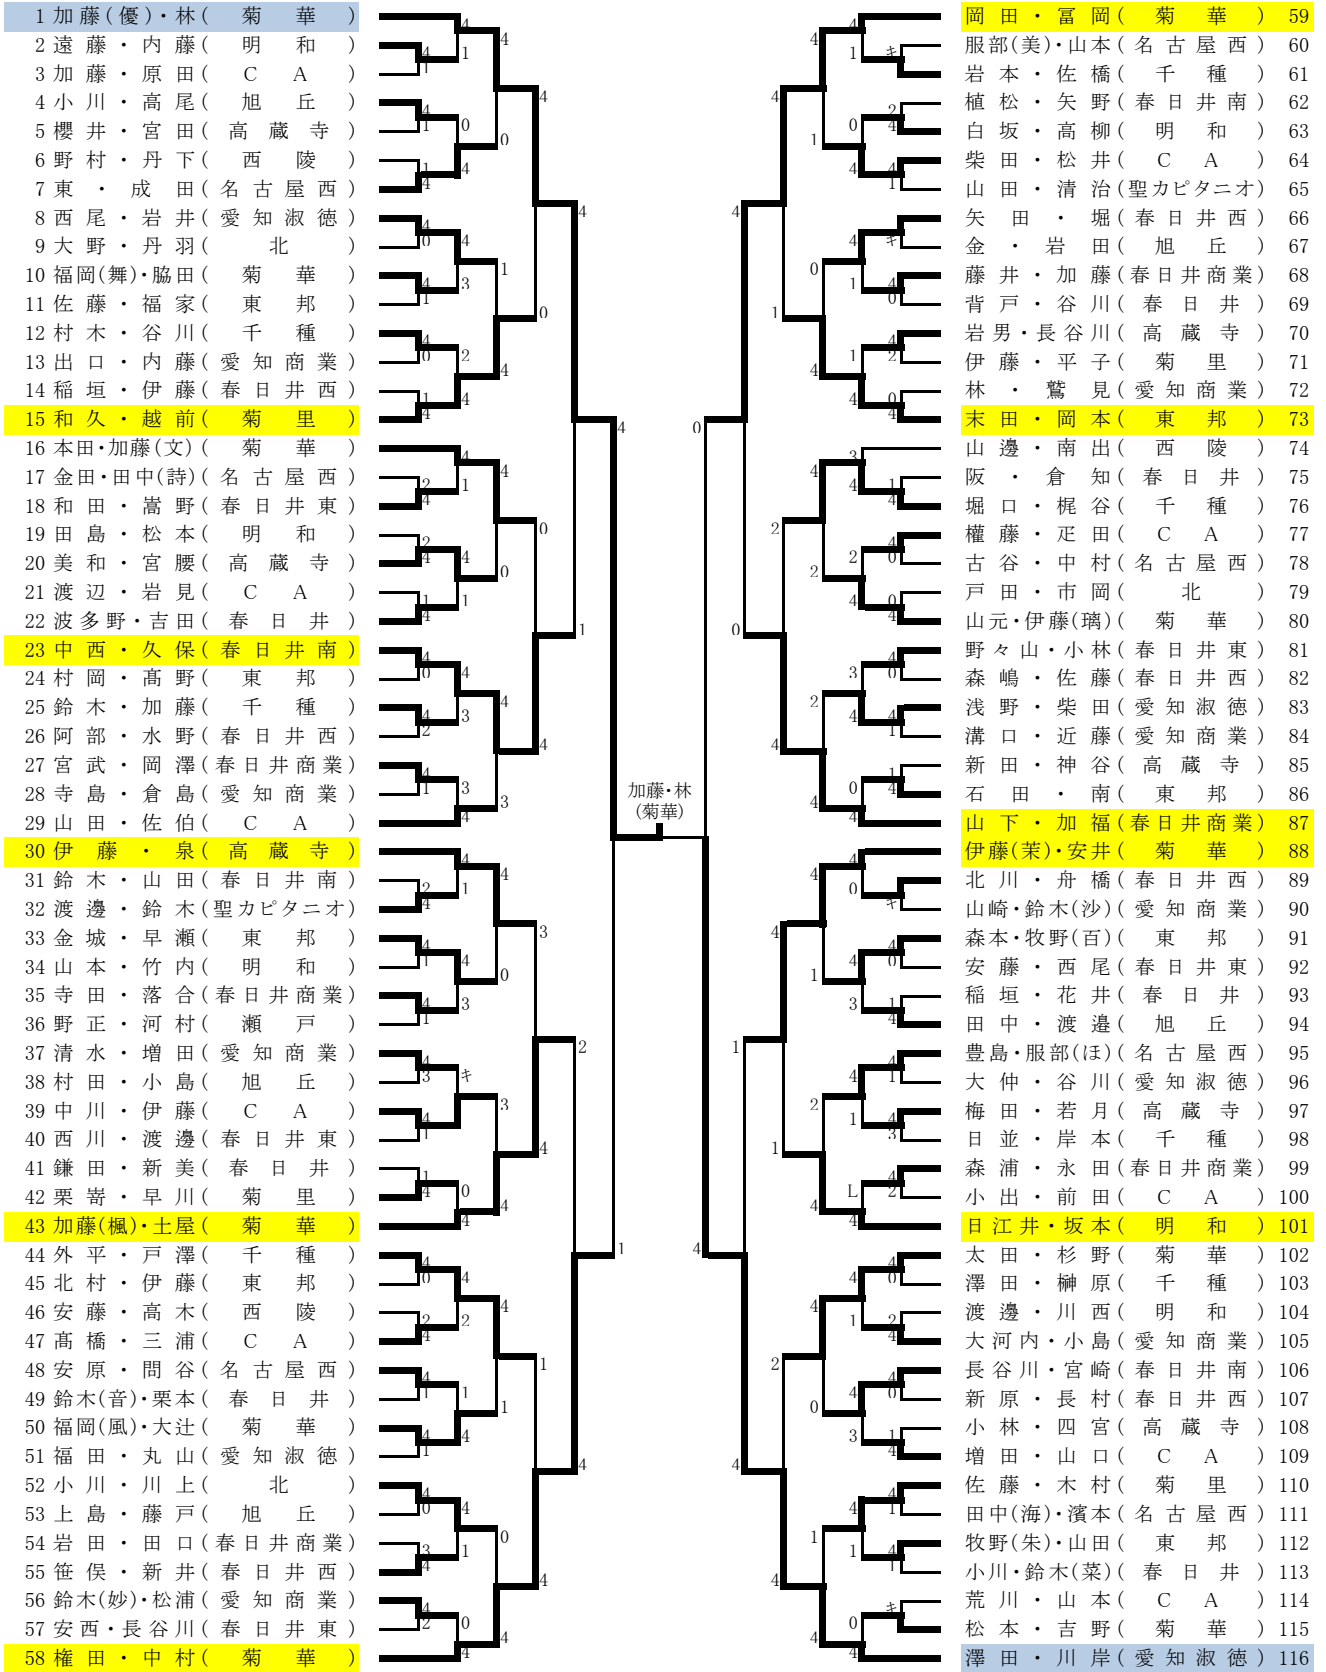 1 加藤(優)・林(菊華)
2 遠藤・内藤(明和)
3 加藤・原田(CA)
4 小川・高尾(旭丘)
5 櫻井・宮田(高蔵寺)
6 野村・丹下(西陵)
7 東・成田(名古屋西)
8 西尾・岩井(愛知淑徳)
9 大野・丹羽(北)
10 福岡(舞)・脇田(菊華)
11 佐藤・福家(東邦)
12 村木・谷川(千種)
13 出口・内藤(愛知商業)
14 稲垣・伊藤(春日井西)
15 和久・越前(菊里)
16 本田・加藤(文)(菊華)
17 金田・田中(詩)(名古屋西)
18 和田・嵩野(春日井東)
19 田島・松本(明和)
20 美和・宮腰(高蔵寺)
21 渡辺・岩見(CA)
22 波多野・吉田(春日井)
23 中西・久保(春日井南)
24 村岡・髙野(東邦)
25 鈴木・加藤(千種)
26 阿部・水野(春日井西)
27 宮武・岡澤(春日井商業)
28 寺島・倉島(愛知商業)
29 山田・佐伯(CA)
30 伊藤・泉(高蔵寺)
31 鈴木・山田(春日井南)
32 渡邊・鈴木(聖カピタニオ)
33 金城・早瀬(東邦)
34 山本・竹内(明和)
35 寺田・落合(春日井商業)
36 野正・河村(瀬戸)
37 清水・増田(愛知商業)
38 村田・小島(旭丘)
39 中川・伊藤(CA)
40 西川・渡邊(春日井東)
41 鎌田・新美(春日井)
42 栗嵜・早川(菊里)
43 加藤(楓)・土屋(菊華)
44 外平・戸澤(千種)
45 北村・伊藤(東邦)
46 安藤・高木(西陵)
47 髙橋・三浦(CA)
48 安原・問谷(名古屋西)
49 鈴木(音)・栗本(春日井)
50 福岡(風)・大辻(菊華)
51 福田・丸山(愛知淑徳)
52 小川・川上(北)
53 上島・藤戸(旭丘)
54 岩田・田口(春日井商業)
55 笹俣・新井(春日井西)
56 鈴木(妙)・松浦(愛知商業)
57 安西・長谷川(春日井東)
58 権田・中村(菊華)
加藤・林
(菊華)
岡田・冨岡(菊華) 59
服部(美)・山本(名古屋西) 60
岩本・佐橋(千種) 61
植松・矢野(春日井南) 62
白坂・高柳(明和) 63
柴田・松井(CA) 64
山田・清治(聖カピタニオ) 65
矢田・堀(春日井西) 66
金・岩田(旭丘) 67
藤井・加藤(春日井商業) 68
背戸・谷川(春日井) 69
岩男・長谷川(高蔵寺) 70
伊藤・平子(菊里) 71
林・鷲見(愛知商業) 72
末田・岡本(東邦) 73
山邊・南出(西陵) 74
阪・倉知(春日井) 75
堀口・梶谷(千種) 76
權藤・疋田(CA) 77
古谷・中村(名古屋西) 78
戸田・市岡(北) 79
山元・伊藤(璃)(菊華) 80
野々山・小林(春日井東) 81
森嶋・佐藤(春日井西) 82
浅野・柴田(愛知淑徳) 83
溝口・近藤(愛知商業) 84
新田・神谷(高蔵寺) 85
石田・南(東邦) 86
山下・加福(春日井商業) 87
伊藤(茉)・安井(菊華) 88
北川・舟橋(春日井西) 89
山崎・鈴木(沙)(愛知商業) 90
森本・牧野(百)(東邦) 91
安藤・西尾(春日井東) 92
稲垣・花井(春日井) 93
田中・渡邉(旭丘) 94
豊島・服部(ほ)(名古屋西) 95
大仲・谷川(愛知淑徳) 96
梅田・若月(高蔵寺) 97
日並・岸本(千種) 98
森浦・永田(春日井商業) 99
小出・前田(CA) 100
日江井・坂本(明和) 101
太田・杉野(菊華) 102
澤田・榊原(千種) 103
渡邊・川西(明和) 104
大河内・小島(愛知商業) 105
長谷川・宮崎(春日井南) 106
新原・長村(春日井西) 107
小林・四宮(高蔵寺) 108
増田・山口(CA) 109
佐藤・木村(菊里) 110
田中(海)・濱本(名古屋西) 111
牧野(朱)・山田(東邦) 112
小川・鈴木(菜)(春日井) 113
荒川・山本(CA) 114
松本・吉野(菊華) 115
澤田・川岸(愛知淑徳) 116